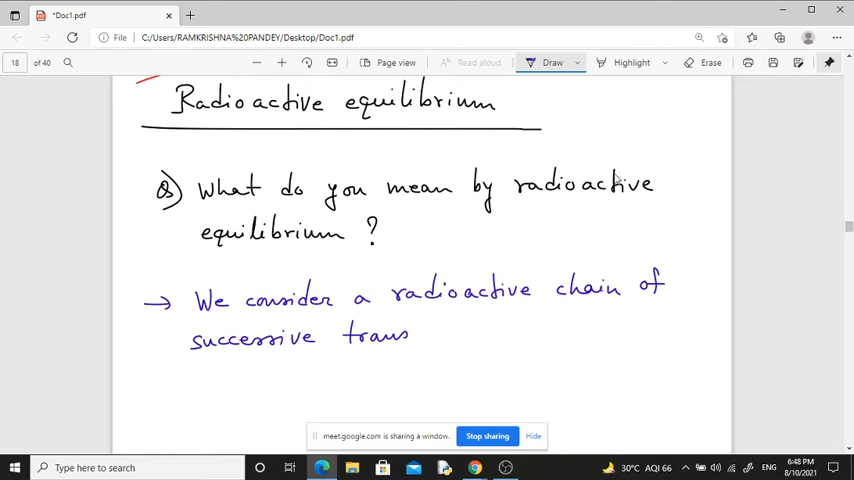 *Doc1.pdf
File C:/Users/RAMKRISHNA%20PANDEY/Desktop/Doc1.pdf
18 of 40 Page view Read aloud Draw Highlight Erase
Radioactive equilibrium
Q) What do you mean by radioactive
equilibrium ?
→ We consider a radioactive chain of
successive trans
meet.google.com is sharing a window. Stop sharing Hide
Type here to search 30°C AQI 66 ENG 6:48 PM
8/10/2021